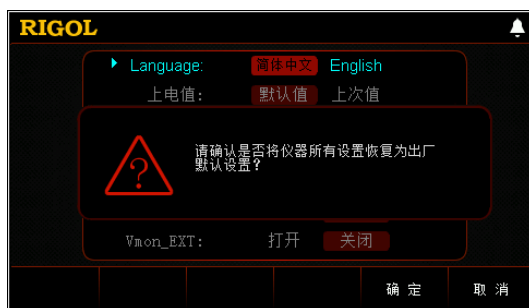 RIGOL
Language: 简体中文 English
上电值: 默认值 上次值
请确认是否将仪器所有设置恢复为出厂
默认设置?
?
Vmon_EXT: 打开 关闭
确定 取消